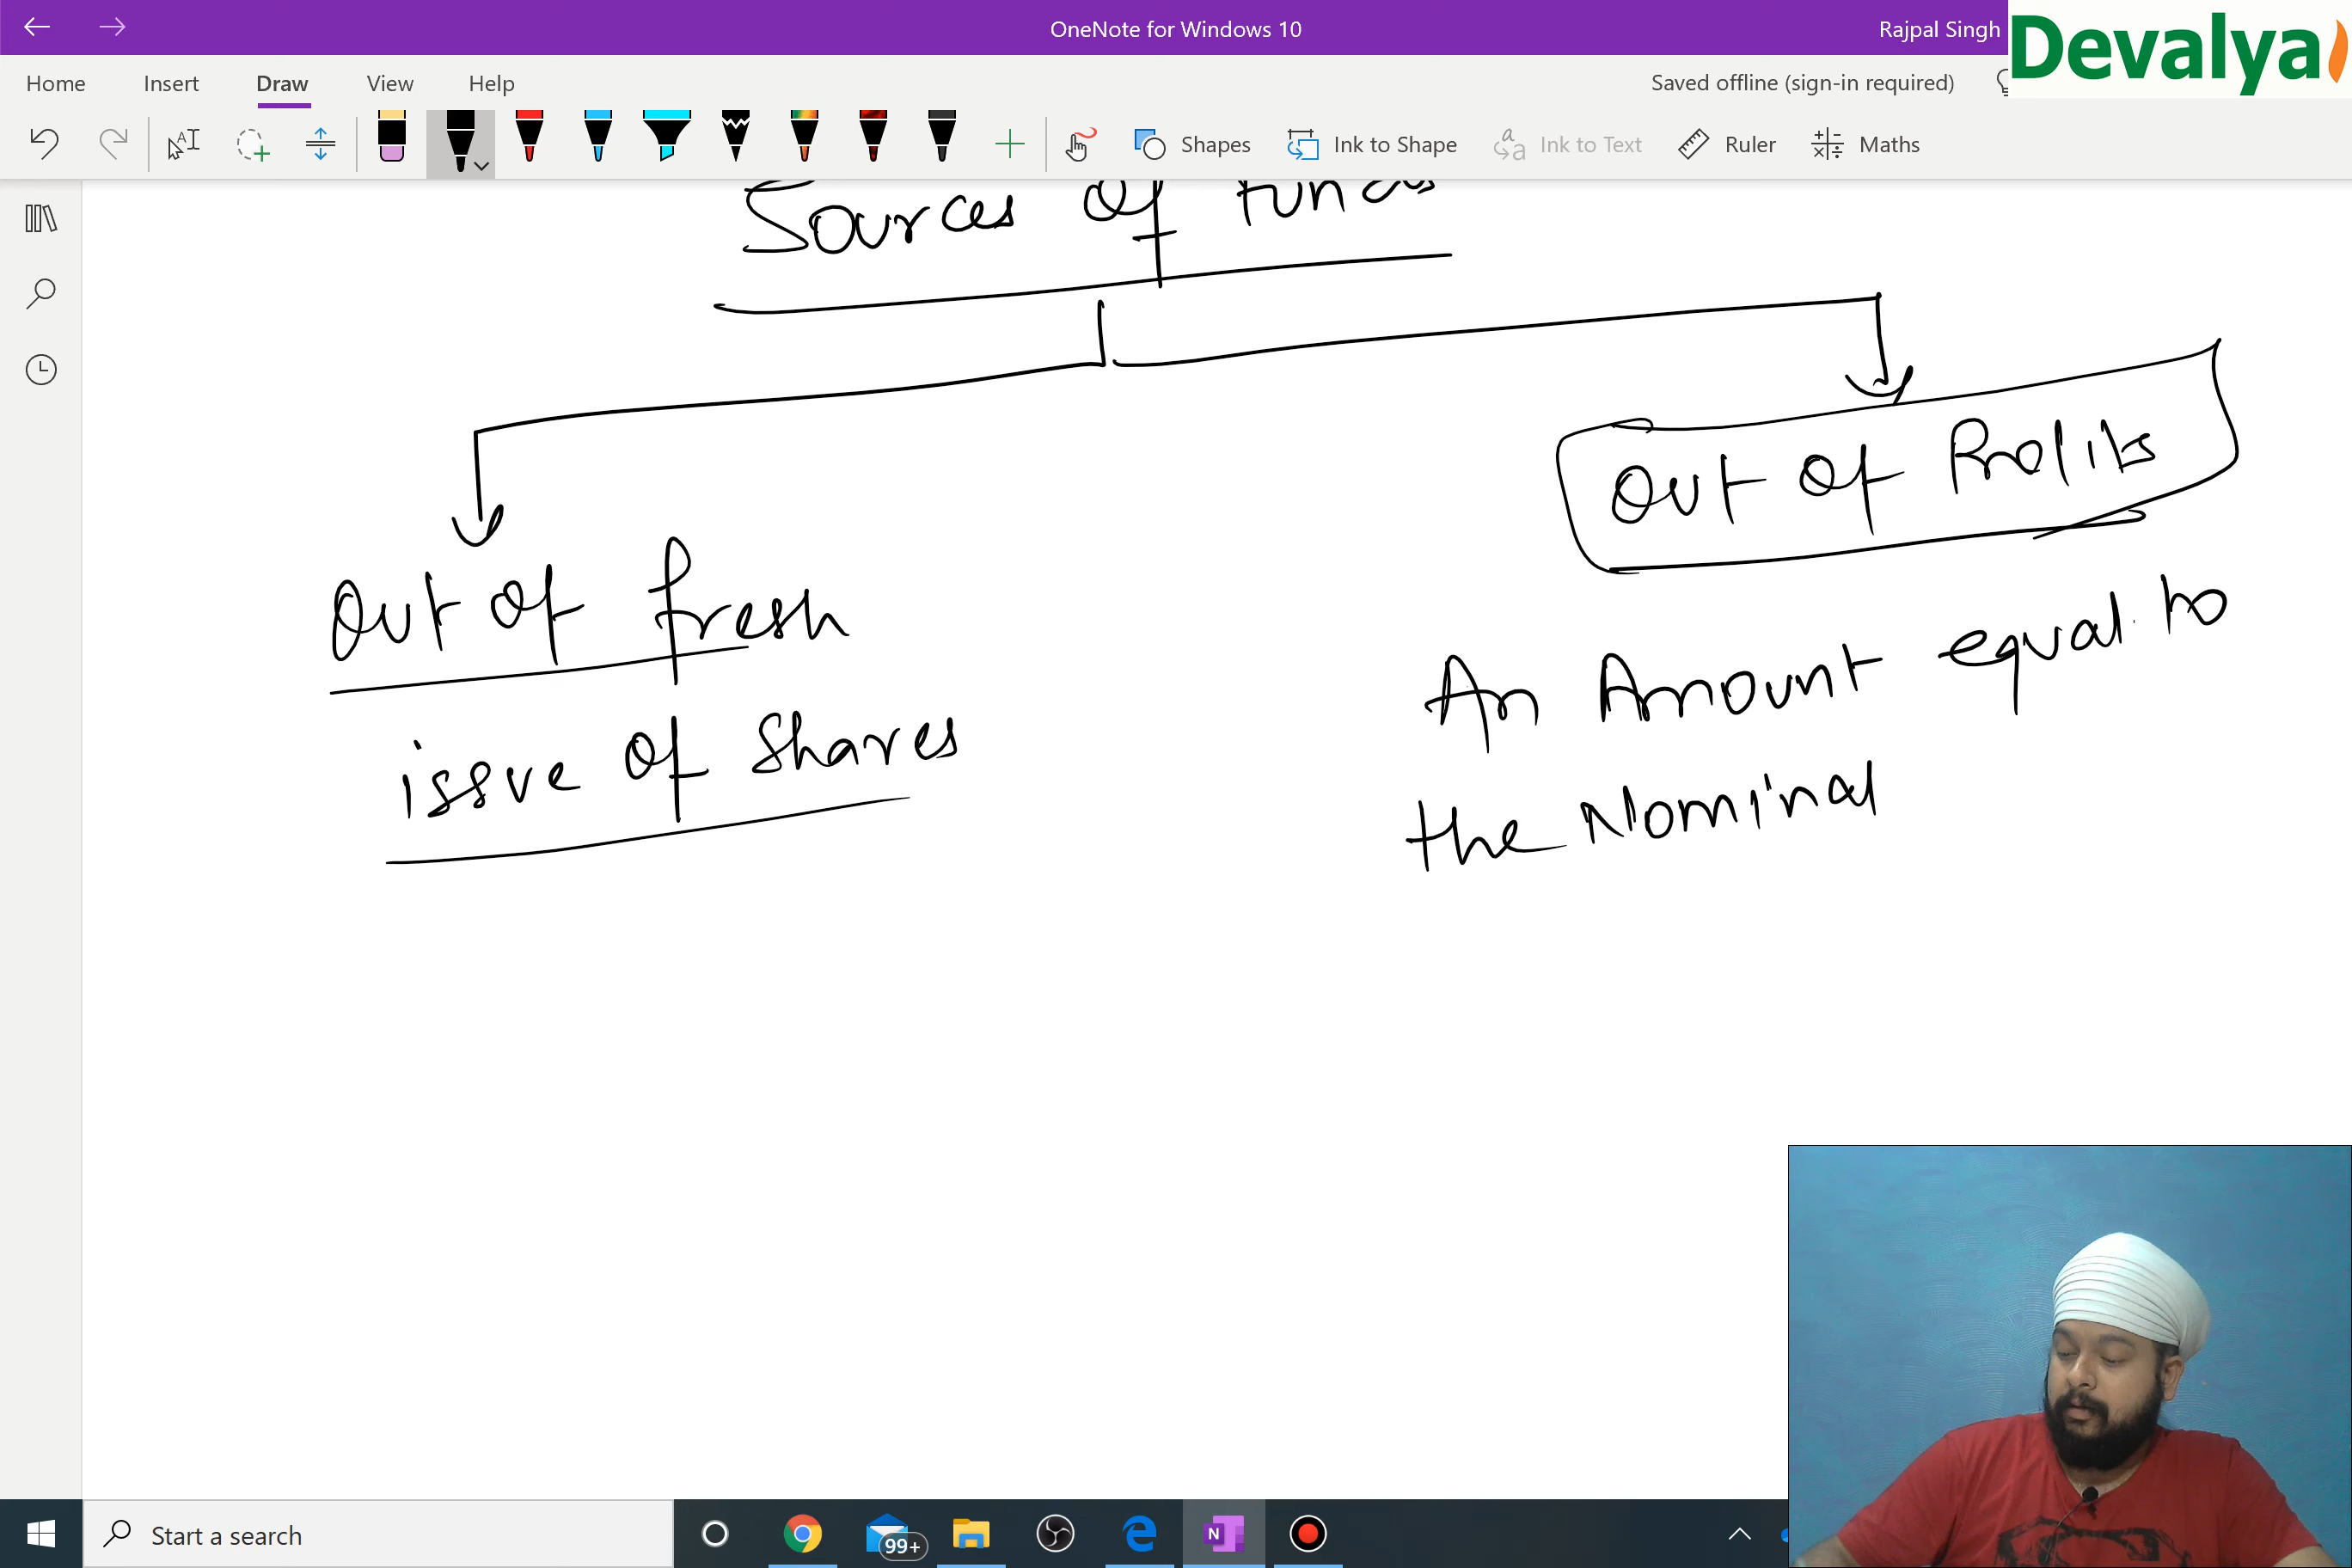 OneNote for Windows 10
Rajpal Singh
Devalya
Home Insert Draw View Help
Saved offline (sign-in required)
Shapes Ink to Shape Ink to Text Ruler Maths
Sources of funds
Out of Profits
Out of fresh
issue of shares
An Amount equal to
the Nominal
Start a search
99+